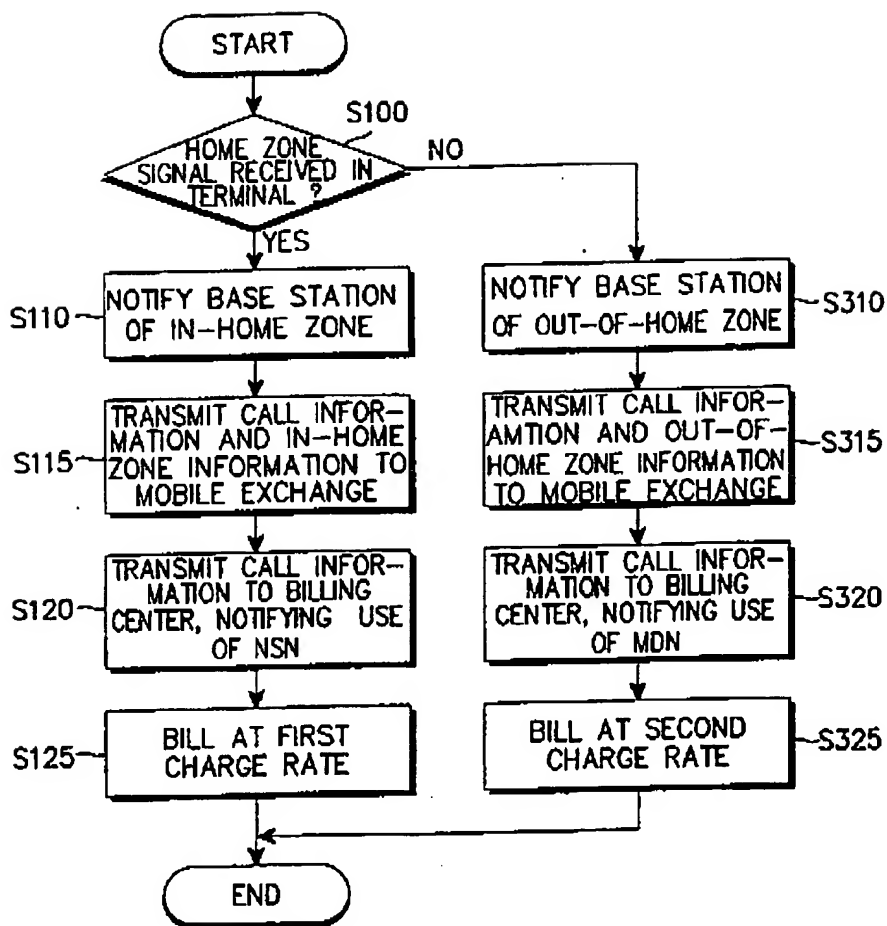 START
S100
HOME ZONE
SIGNAL RECEIVED IN
TERMINAL ?
NO
YES
S110
NOTIFY BASE STATION
OF IN-HOME ZONE
NOTIFY BASE STATION
OF OUT-OF-HOME ZONE
S310
S115
TRANSMIT CALL INFOR-
MATION AND IN-HOME
ZONE INFORMATION TO
MOBILE EXCHANGE
TRANSMIT CALL INFOR-
AMTION AND OUT-OF-
HOME ZONE INFORMATION
TO MOBILE EXCHANGE
S315
S120
TRANSMIT CALL INFOR-
MATION TO BILLING
CENTER, NOTIFYING USE
OF NSN
TRANSMIT CALL INFOR-
MATION TO BILLING
CENTER, NOTIFYING USE
OF MDN
S320
S125
BILL AT FIRST
CHARGE RATE
BILL AT SECOND
CHARGE RATE
S325
END